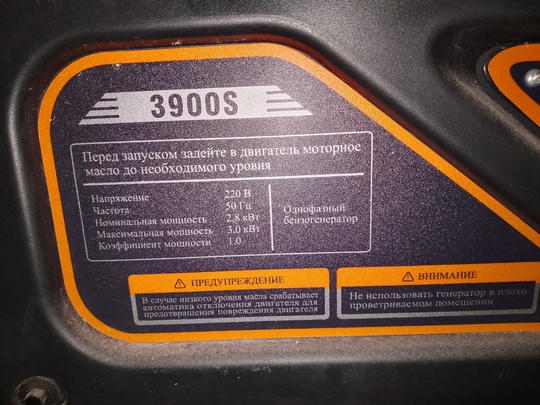 3900S
Перед запуском залейте в двигатель моторное
масло до необходимого уровня
Напряжение 220 В
Частота 50 Гц
Номинальная мощность 2,8 кВт
Максимальная мощность 3,0 кВт
Коэффициент мощности 1.0
Однофазный
бензогенератор
ПРЕДУПРЕЖДЕНИЕ
В случае низкого уровня масла срабатывает
автоматика отключения двигателя для
предотвращения повреждения двигателя
ВНИМАНИЕ
Не использовать генератор в плохо
проветриваемом помещении